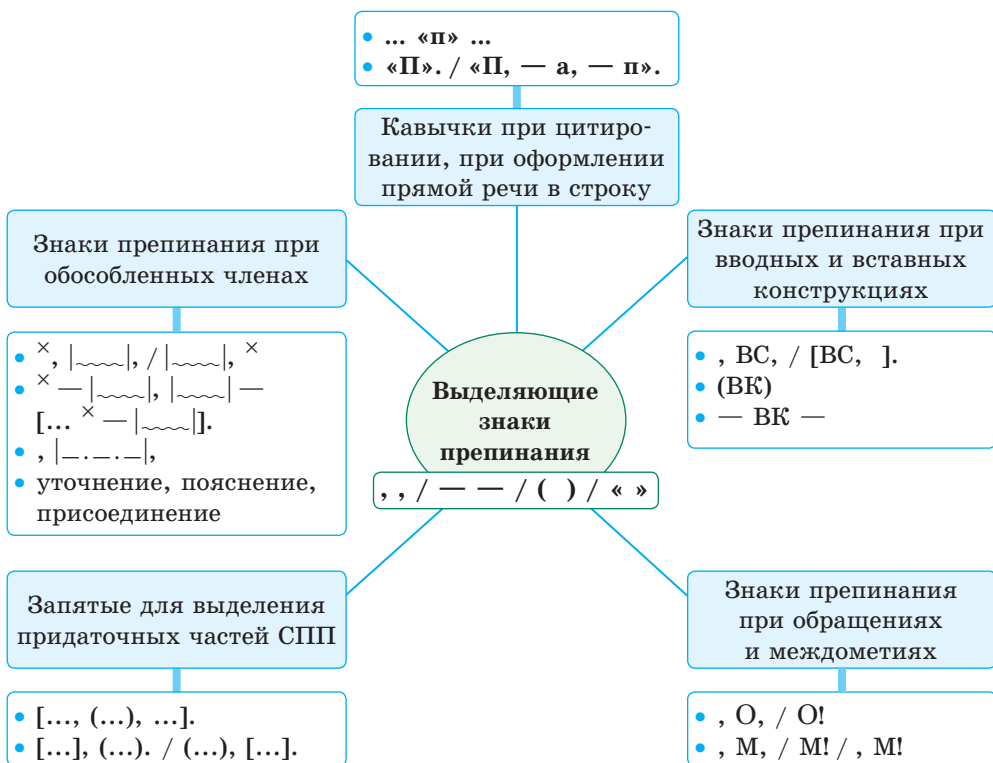 • ... «п» ...
• «П». / «П, — а, — п».
Кавычки при цитиро-
вании, при оформлении
прямой речи в строку
Знаки препинания при
обособленных членах
• ×, |﹏﹏|, / |﹏﹏|, ×
• × — |﹏﹏|, |﹏﹏| —
[... × — |﹏﹏|].
• , |_._._|,
• уточнение, пояснение,
присоединение
Знаки препинания при
вводных и вставных
конструкциях
• , ВС, / [ВС, ].
• (ВК)
• — ВК —
Выделяющие
знаки
препинания
, , / — — / ( ) / « »
Запятые для выделения
придаточных частей СПП
• [..., (...), ...].
• [...], (...). / (...), [...].
Знаки препинания
при обращениях
и междометиях
• , О, / О!
• , М, / М! / , М!